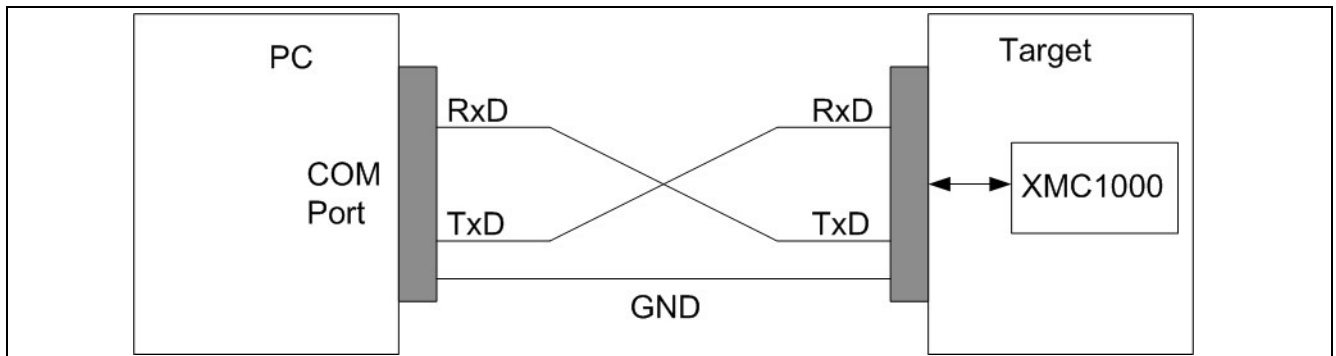 PC
Target
RxD
RxD
COM
Port
XMC1000
TxD
TxD
GND